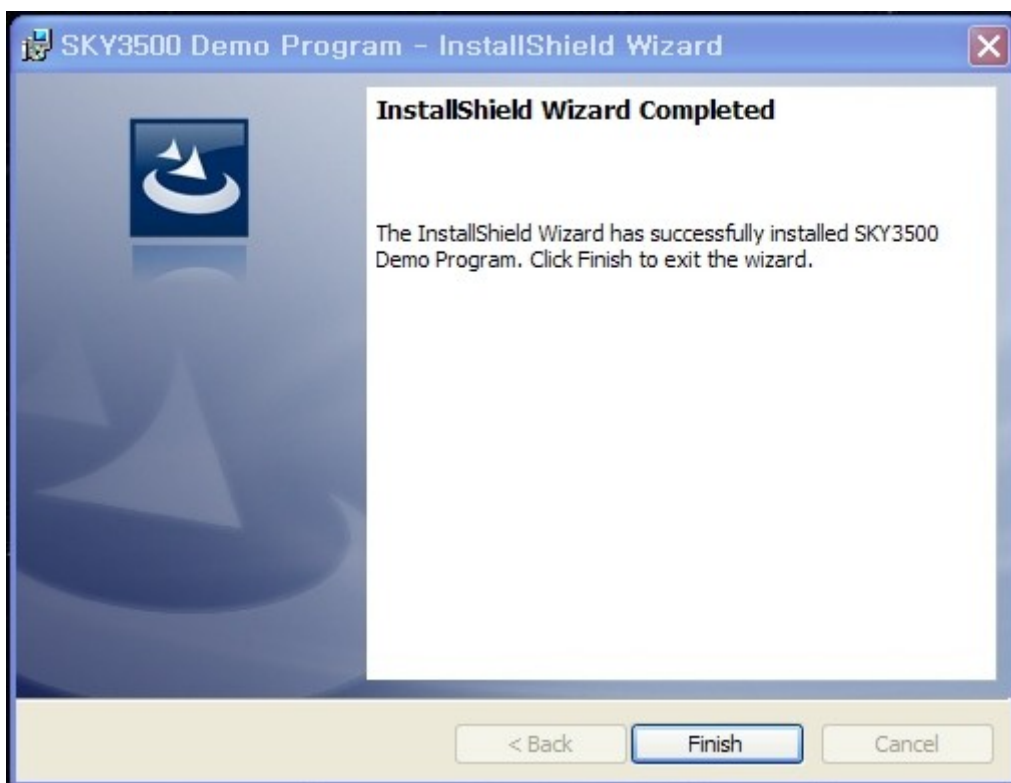 SKY3500 Demo Program - InstallShield Wizard
InstallShield Wizard Completed
The InstallShield Wizard has successfully installed SKY3500
Demo Program. Click Finish to exit the wizard.
< Back Finish Cancel